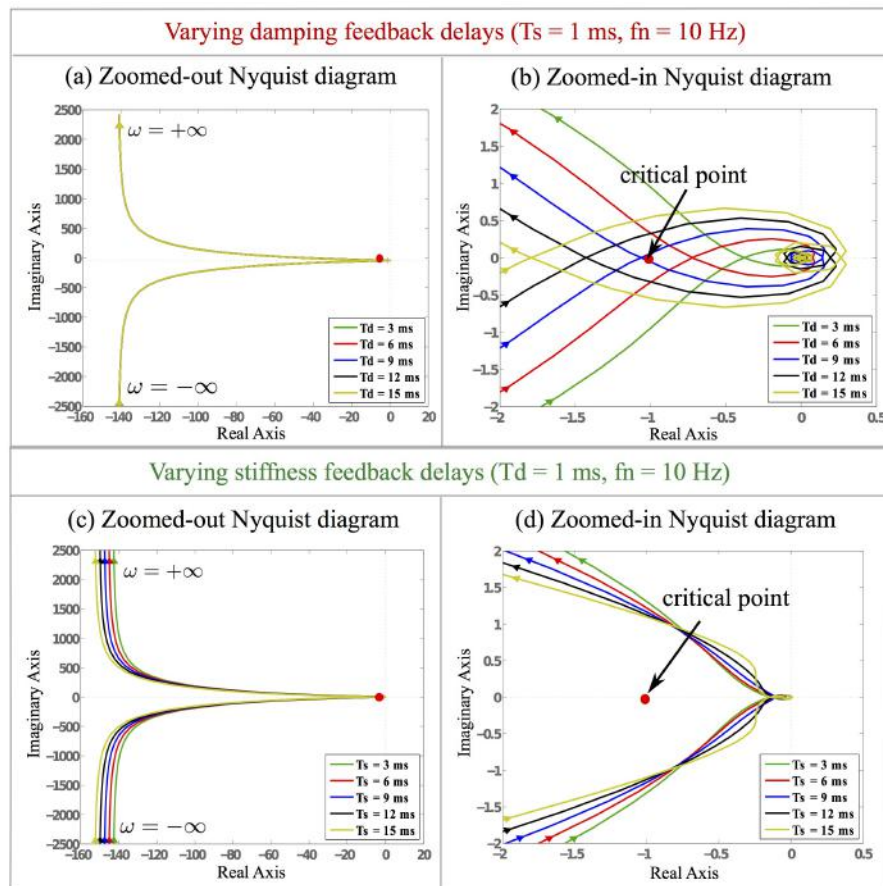 Varying damping feedback delays (Ts = 1 ms, fn = 10 Hz)
(a) Zoomed-out Nyquist diagram
2500
2000
1500
1000
500
0
−500
−1000
−1500
−2000
−2500
−160 −140 −120 −100 −80 −60 −40 −20 0 20
Imaginary Axis
Real Axis
ω = +∞
ω = −∞
Td = 3 ms
Td = 6 ms
Td = 9 ms
Td = 12 ms
Td = 15 ms
(b) Zoomed-in Nyquist diagram
2
1.5
1
0.5
0
−0.5
−1
−1.5
−2
−2 −1.5 −1 −0.5 0 0.5
Imaginary Axis
Real Axis
critical point
Td = 3 ms
Td = 6 ms
Td = 9 ms
Td = 12 ms
Td = 15 ms
Varying stiffness feedback delays (Td = 1 ms, fn = 10 Hz)
(c) Zoomed-out Nyquist diagram
2500
2000
1500
1000
500
0
−500
−1000
−1500
−2000
−2500
−160 −140 −120 −100 −80 −60 −40 −20 0 20
Imaginary Axis
Real Axis
ω = +∞
ω = −∞
Ts = 3 ms
Ts = 6 ms
Ts = 9 ms
Ts = 12 ms
Ts = 15 ms
(d) Zoomed-in Nyquist diagram
2
1.5
1
0.5
0
−0.5
−1
−1.5
−2
−2 −1.5 −1 −0.5 0 0.5
Imaginary Axis
Real Axis
critical point
Ts = 3 ms
Ts = 6 ms
Ts = 9 ms
Ts = 12 ms
Ts = 15 ms